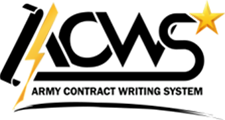 ACWS
ARMY CONTRACT WRITING SYSTEM